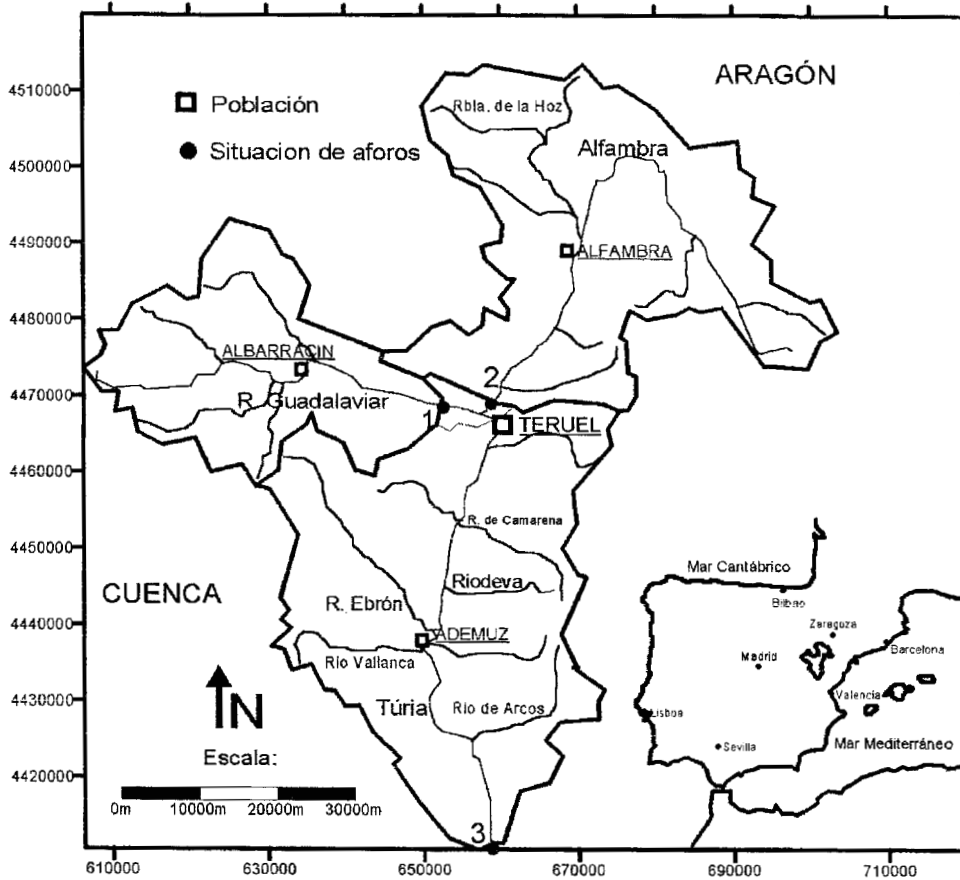 ARAGÓN
Población
Situacion de aforos
Rbla. de la Hoz
Alfambra
ALFAMBRA
ALBARRACIN
R. Guadalaviar
1
2
TERUEL
R. de Camarena
Riodeva
CUENCA
R. Ebrón
ADEMUZ
Río Vallanca
Túria
Río de Arcos
N
Escala:
0m 10000m 20000m 30000m
3
Mar Cantábrico
Bilbao
Zaragoza
Barcelona
Madrid
Valencia
Lisboa
Sevilla
Mar Mediterráneo
4510000
4500000
4490000
4480000
4470000
4460000
4450000
4440000
4430000
4420000
610000 630000 650000 670000 690000 710000